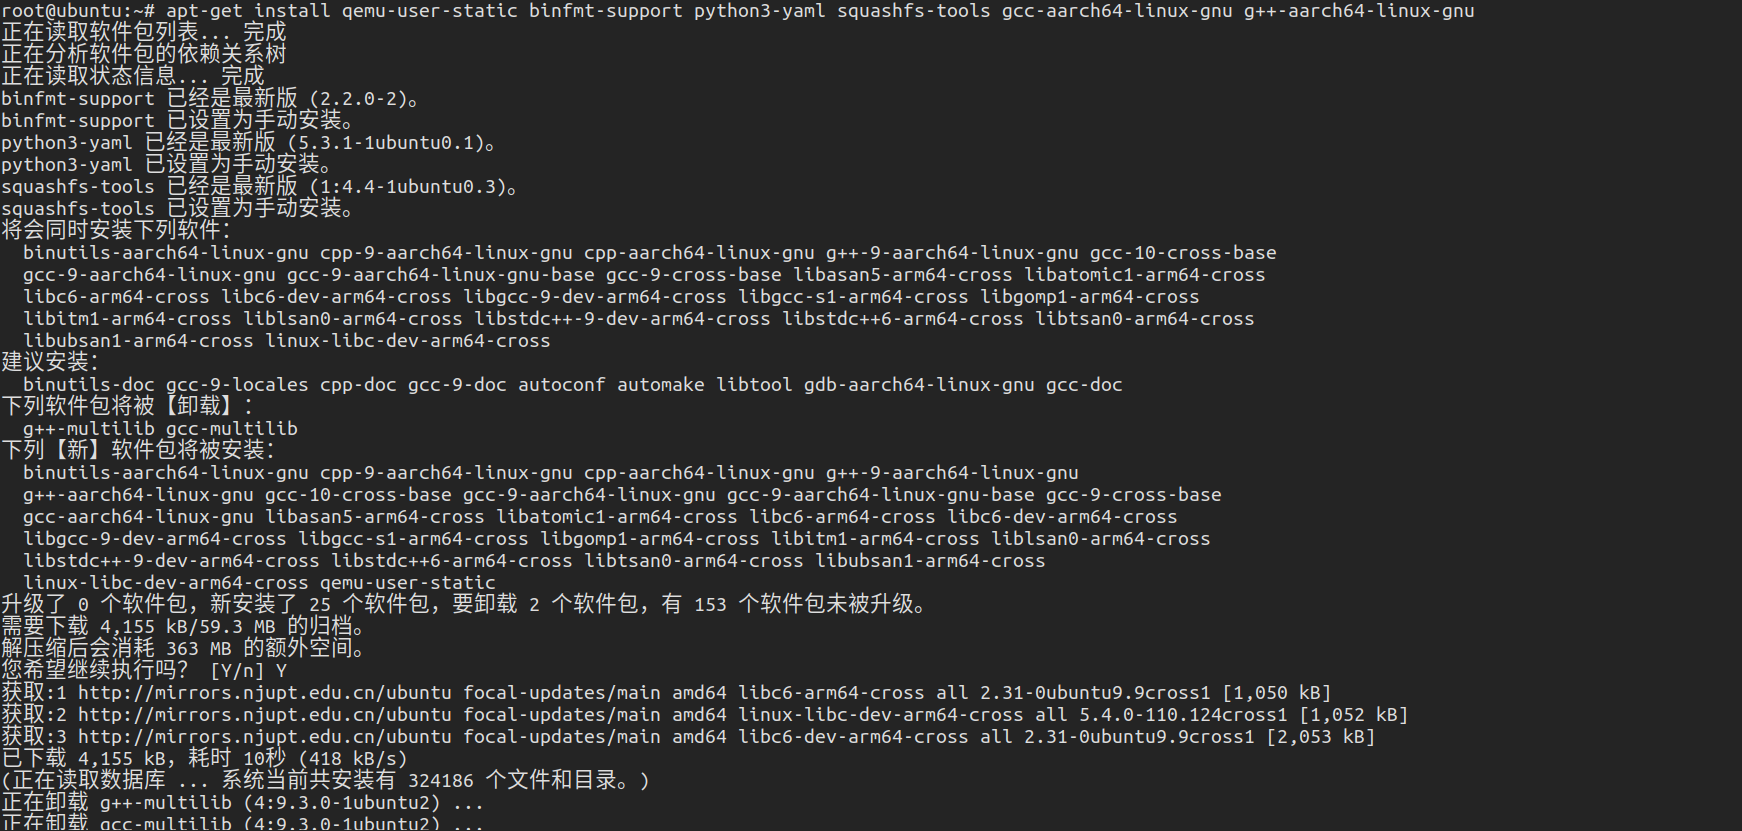 root@ubuntu:~# apt-get install qemu-user-static binfmt-support python3-yaml squashfs-tools gcc-aarch64-linux-gnu g++-aarch64-linux-gnu
正在读取软件包列表... 完成
正在分析软件包的依赖关系树
正在读取状态信息... 完成
binfmt-support 已经是最新版 (2.2.0-2)。
binfmt-support 已设置为手动安装。
python3-yaml 已经是最新版 (5.3.1-1ubuntu0.1)。
python3-yaml 已设置为手动安装。
squashfs-tools 已经是最新版 (1:4.4-1ubuntu0.3)。
squashfs-tools 已设置为手动安装。
将会同时安装下列软件:
  binutils-aarch64-linux-gnu cpp-9-aarch64-linux-gnu cpp-aarch64-linux-gnu g++-9-aarch64-linux-gnu gcc-10-cross-base
  gcc-9-aarch64-linux-gnu gcc-9-aarch64-linux-gnu-base gcc-9-cross-base libasan5-arm64-cross libatomic1-arm64-cross
  libc6-arm64-cross libc6-dev-arm64-cross libgcc-9-dev-arm64-cross libgcc-s1-arm64-cross libgomp1-arm64-cross
  libitm1-arm64-cross liblsan0-arm64-cross libstdc++-9-dev-arm64-cross libstdc++6-arm64-cross libtsan0-arm64-cross
  libubsan1-arm64-cross linux-libc-dev-arm64-cross
建议安装:
  binutils-doc gcc-9-locales cpp-doc gcc-9-doc autoconf automake libtool gdb-aarch64-linux-gnu gcc-doc
下列软件包将被【卸载】:
  g++-multilib gcc-multilib
下列【新】软件包将被安装:
  binutils-aarch64-linux-gnu cpp-9-aarch64-linux-gnu cpp-aarch64-linux-gnu g++-9-aarch64-linux-gnu
  g++-aarch64-linux-gnu gcc-10-cross-base gcc-9-aarch64-linux-gnu gcc-9-aarch64-linux-gnu-base gcc-9-cross-base
  gcc-aarch64-linux-gnu libasan5-arm64-cross libatomic1-arm64-cross libc6-arm64-cross libc6-dev-arm64-cross
  libgcc-9-dev-arm64-cross libgcc-s1-arm64-cross libgomp1-arm64-cross libitm1-arm64-cross liblsan0-arm64-cross
  libstdc++-9-dev-arm64-cross libstdc++6-arm64-cross libtsan0-arm64-cross libubsan1-arm64-cross
  linux-libc-dev-arm64-cross qemu-user-static
升级了 0 个软件包，新安装了 25 个软件包，要卸载 2 个软件包，有 153 个软件包未被升级。
需要下载 4,155 kB/59.3 MB 的归档。
解压缩后会消耗 363 MB 的额外空间。
您希望继续执行吗？ [Y/n] Y
获取:1 http://mirrors.njupt.edu.cn/ubuntu focal-updates/main amd64 libc6-arm64-cross all 2.31-0ubuntu9.9cross1 [1,050 kB]
获取:2 http://mirrors.njupt.edu.cn/ubuntu focal-updates/main amd64 linux-libc-dev-arm64-cross all 5.4.0-110.124cross1 [1,052 kB]
获取:3 http://mirrors.njupt.edu.cn/ubuntu focal-updates/main amd64 libc6-dev-arm64-cross all 2.31-0ubuntu9.9cross1 [2,053 kB]
已下载 4,155 kB，耗时 10秒 (418 kB/s)
(正在读取数据库 ... 系统当前共安装有 324186 个文件和目录。)
正在卸载 g++-multilib (4:9.3.0-1ubuntu2) ...
正在卸载 gcc-multilib (4:9.3.0-1ubuntu2) ...